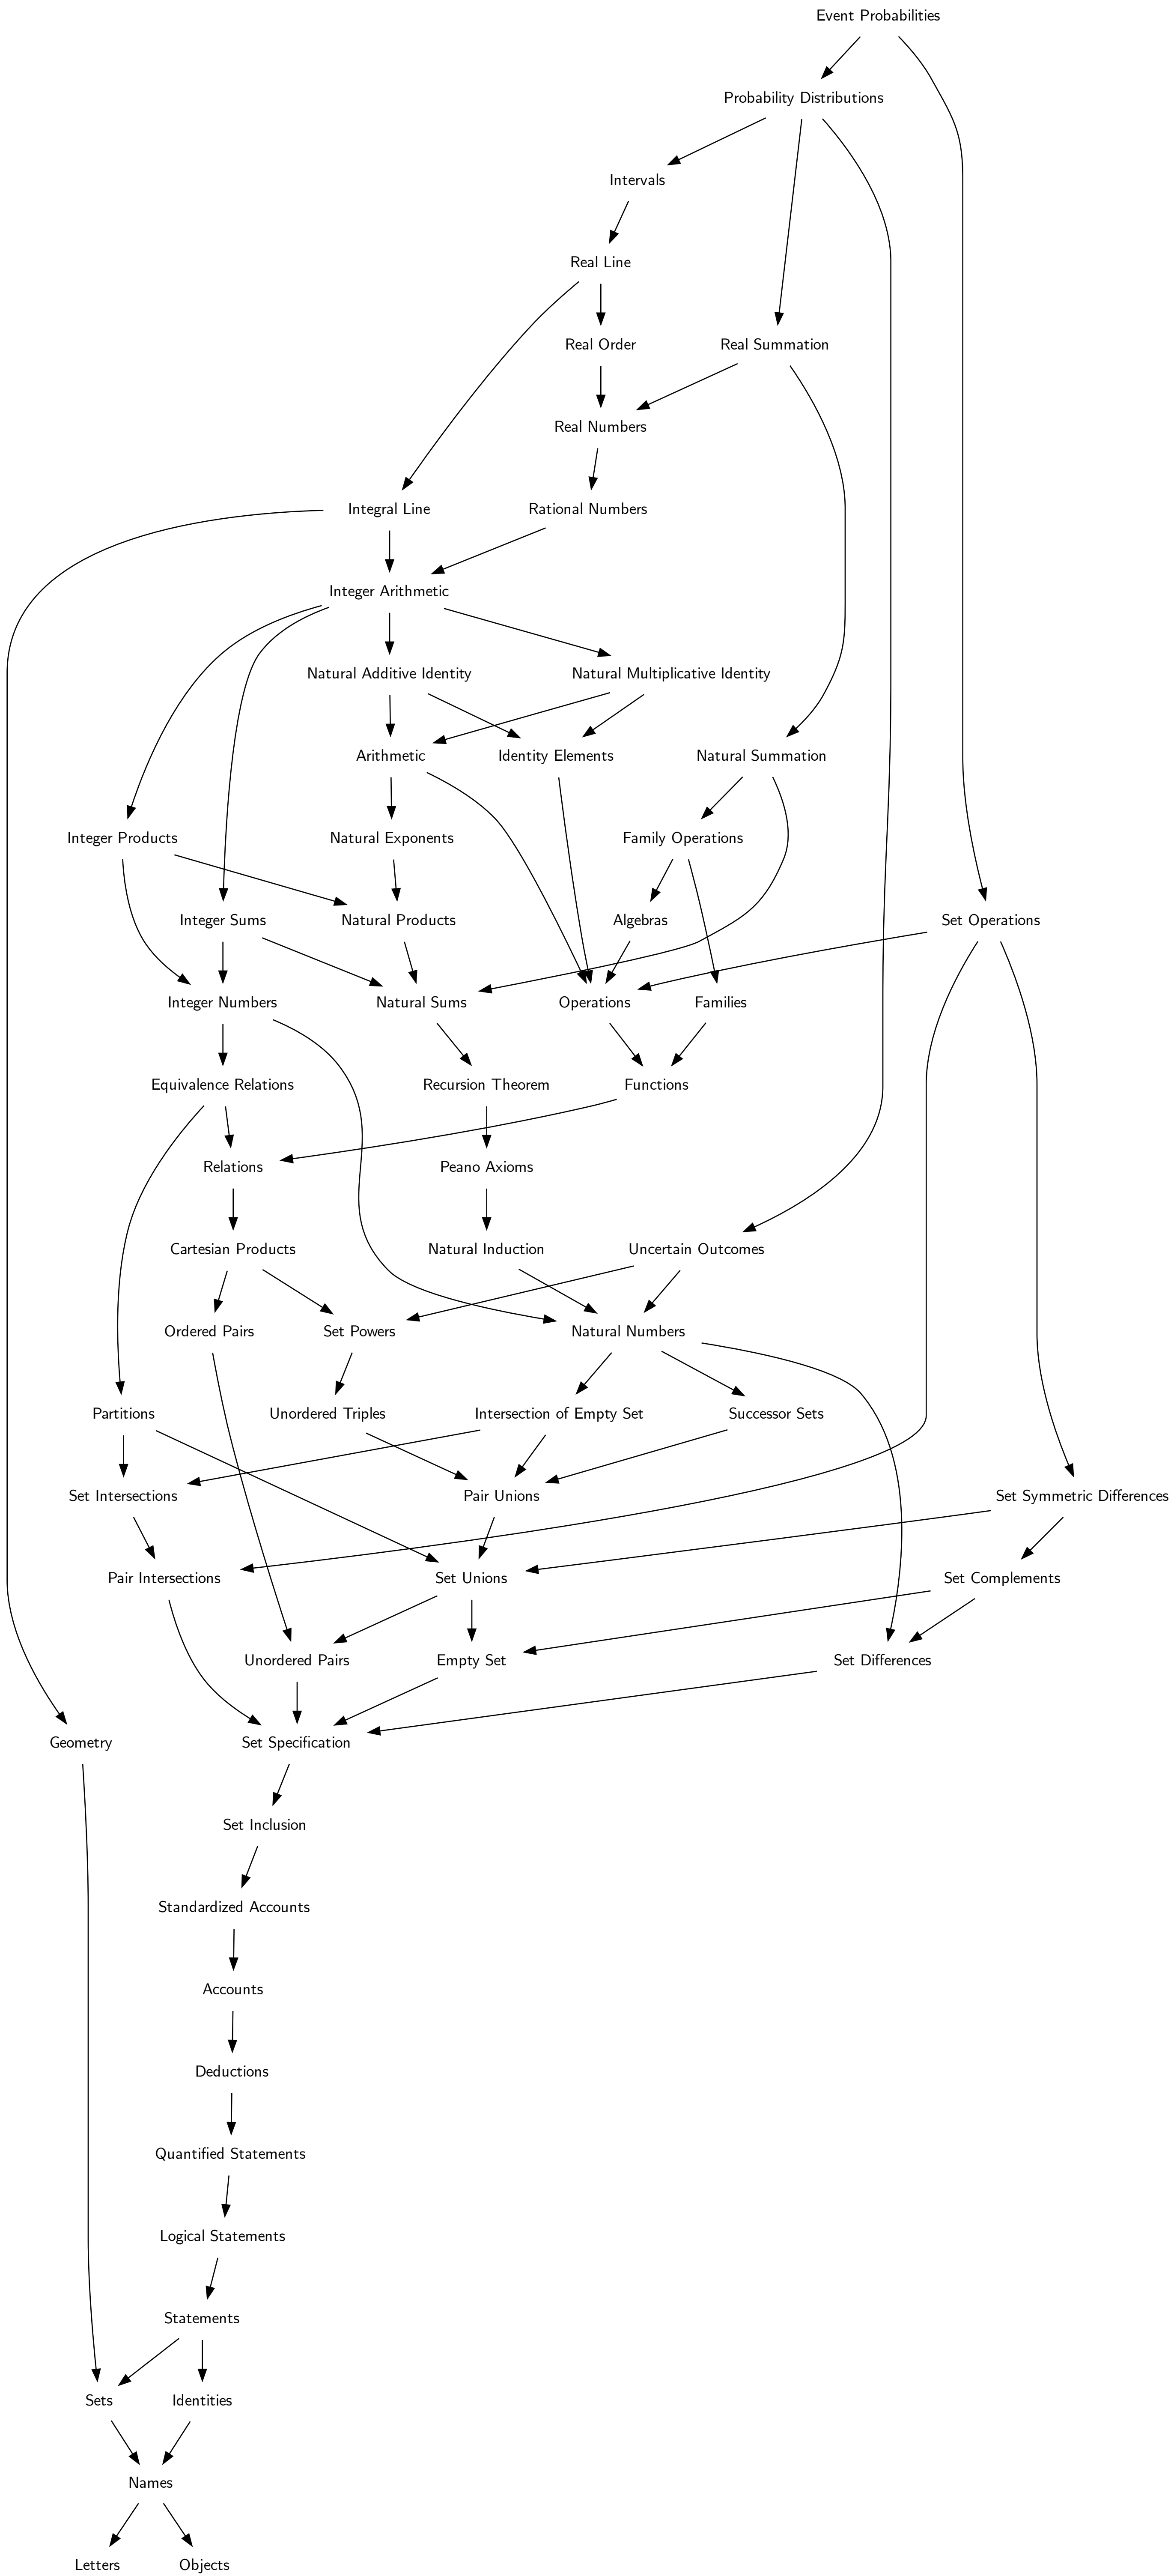 Event Probabilities
Probability Distributions
Intervals
Real Line
Real Order
Real Summation
Real Numbers
Integral Line
Rational Numbers
Integer Arithmetic
Natural Additive Identity
Natural Multiplicative Identity
Arithmetic
Identity Elements
Natural Summation
Integer Products
Natural Exponents
Family Operations
Integer Sums
Natural Products
Algebras
Set Operations
Integer Numbers
Natural Sums
Operations
Families
Equivalence Relations
Recursion Theorem
Functions
Relations
Peano Axioms
Cartesian Products
Natural Induction
Uncertain Outcomes
Ordered Pairs
Set Powers
Natural Numbers
Partitions
Unordered Triples
Intersection of Empty Set
Successor Sets
Set Intersections
Pair Unions
Set Symmetric Differences
Pair Intersections
Set Unions
Set Complements
Unordered Pairs
Empty Set
Set Differences
Geometry
Set Specification
Set Inclusion
Standardized Accounts
Accounts
Deductions
Quantified Statements
Logical Statements
Statements
Sets
Identities
Names
Letters
Objects